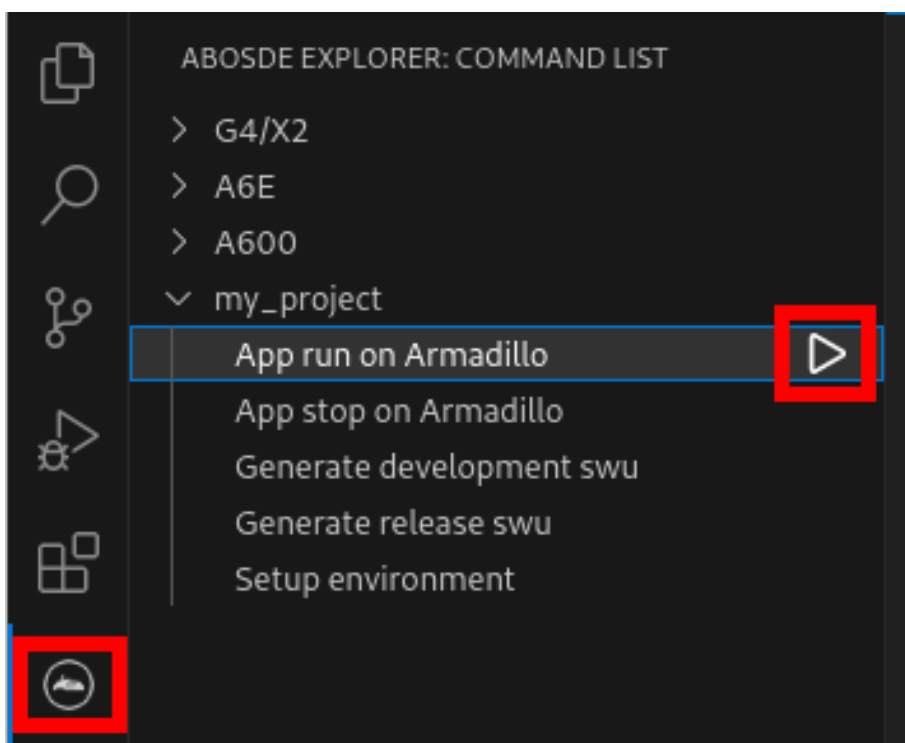 ABOSDE EXPLORER: COMMAND LIST
G4/X2
A6E
A600
my_project
App run on Armadillo
App stop on Armadillo
Generate development swu
Generate release swu
Setup environment